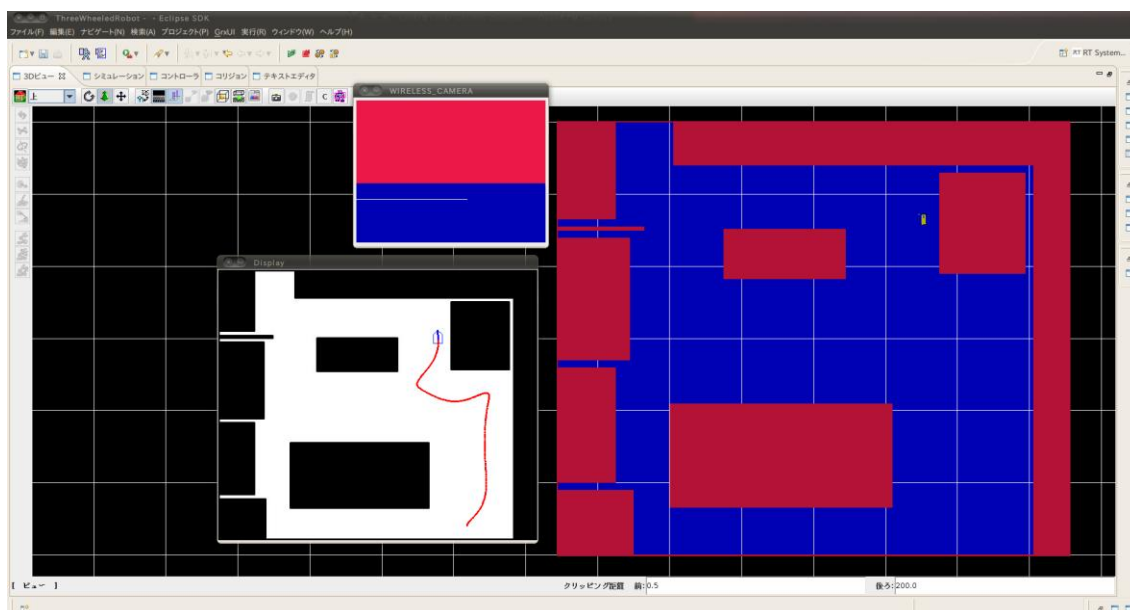 ThreeWheeledRobot - - Eclipse SDK
ファイル(F) 編集(E) ナビゲート(N) 検索(A) プロジェクト(P) GrxUI 実行(R) ウィンドウ(W) ヘルプ(H)
RT RT System...
3Dビュー シミュレーション コントローラ コリジョン テキストエディタ
上
C
WIRELESS_CAMERA
Display
[ ビュー ] クリッピング距離 前: 0.5 後ろ: 200.0